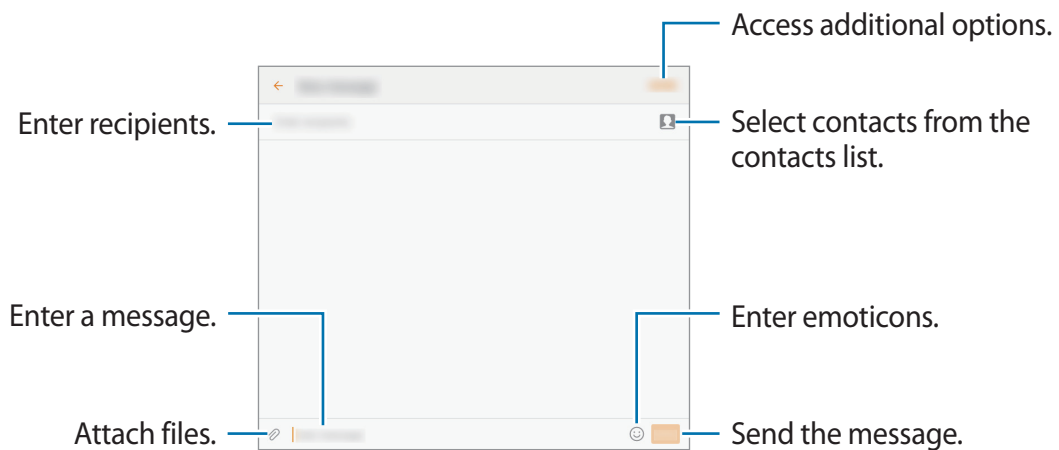 Access additional options.
Enter recipients.
Select contacts from the
contacts list.
Enter a message.
Enter emoticons.
Attach files.
Send the message.